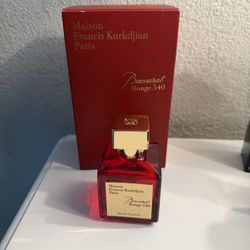 Maison
Francis Kurkdjian
Paris
Baccarat
Rouge 540
Maison
Francis Kurkdjian
Paris
Baccarat
Rouge 540